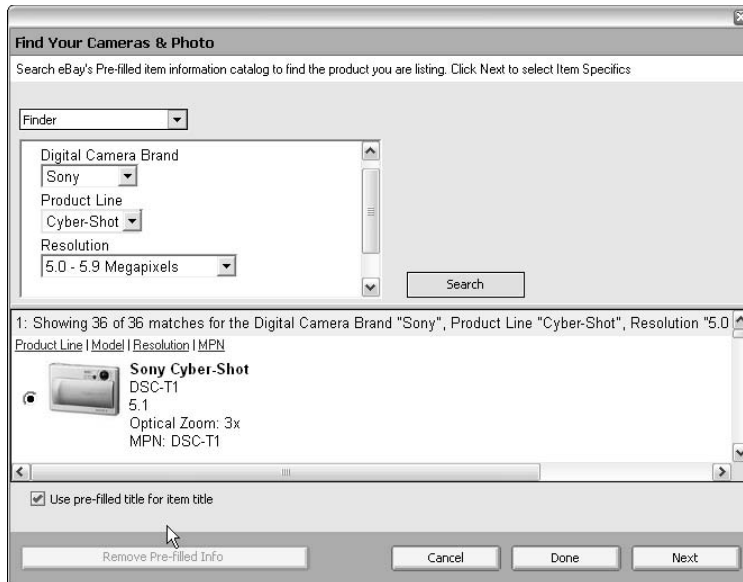 Find Your Cameras & Photo
Search eBay's Pre-filled item information catalog to find the product you are listing. Click Next to select Item Specifics
Finder
Digital Camera Brand
Sony
Product Line
Cyber-Shot
Resolution
5.0 - 5.9 Megapixels
Search
1: Showing 36 of 36 matches for the Digital Camera Brand "Sony", Product Line "Cyber-Shot", Resolution "5.0
Product Line | Model | Resolution | MPN
Sony Cyber-Shot
DSC-T1
5.1
Optical Zoom: 3x
MPN: DSC-T1
Use pre-filled title for item title
Remove Pre-filled Info
Cancel
Done
Next